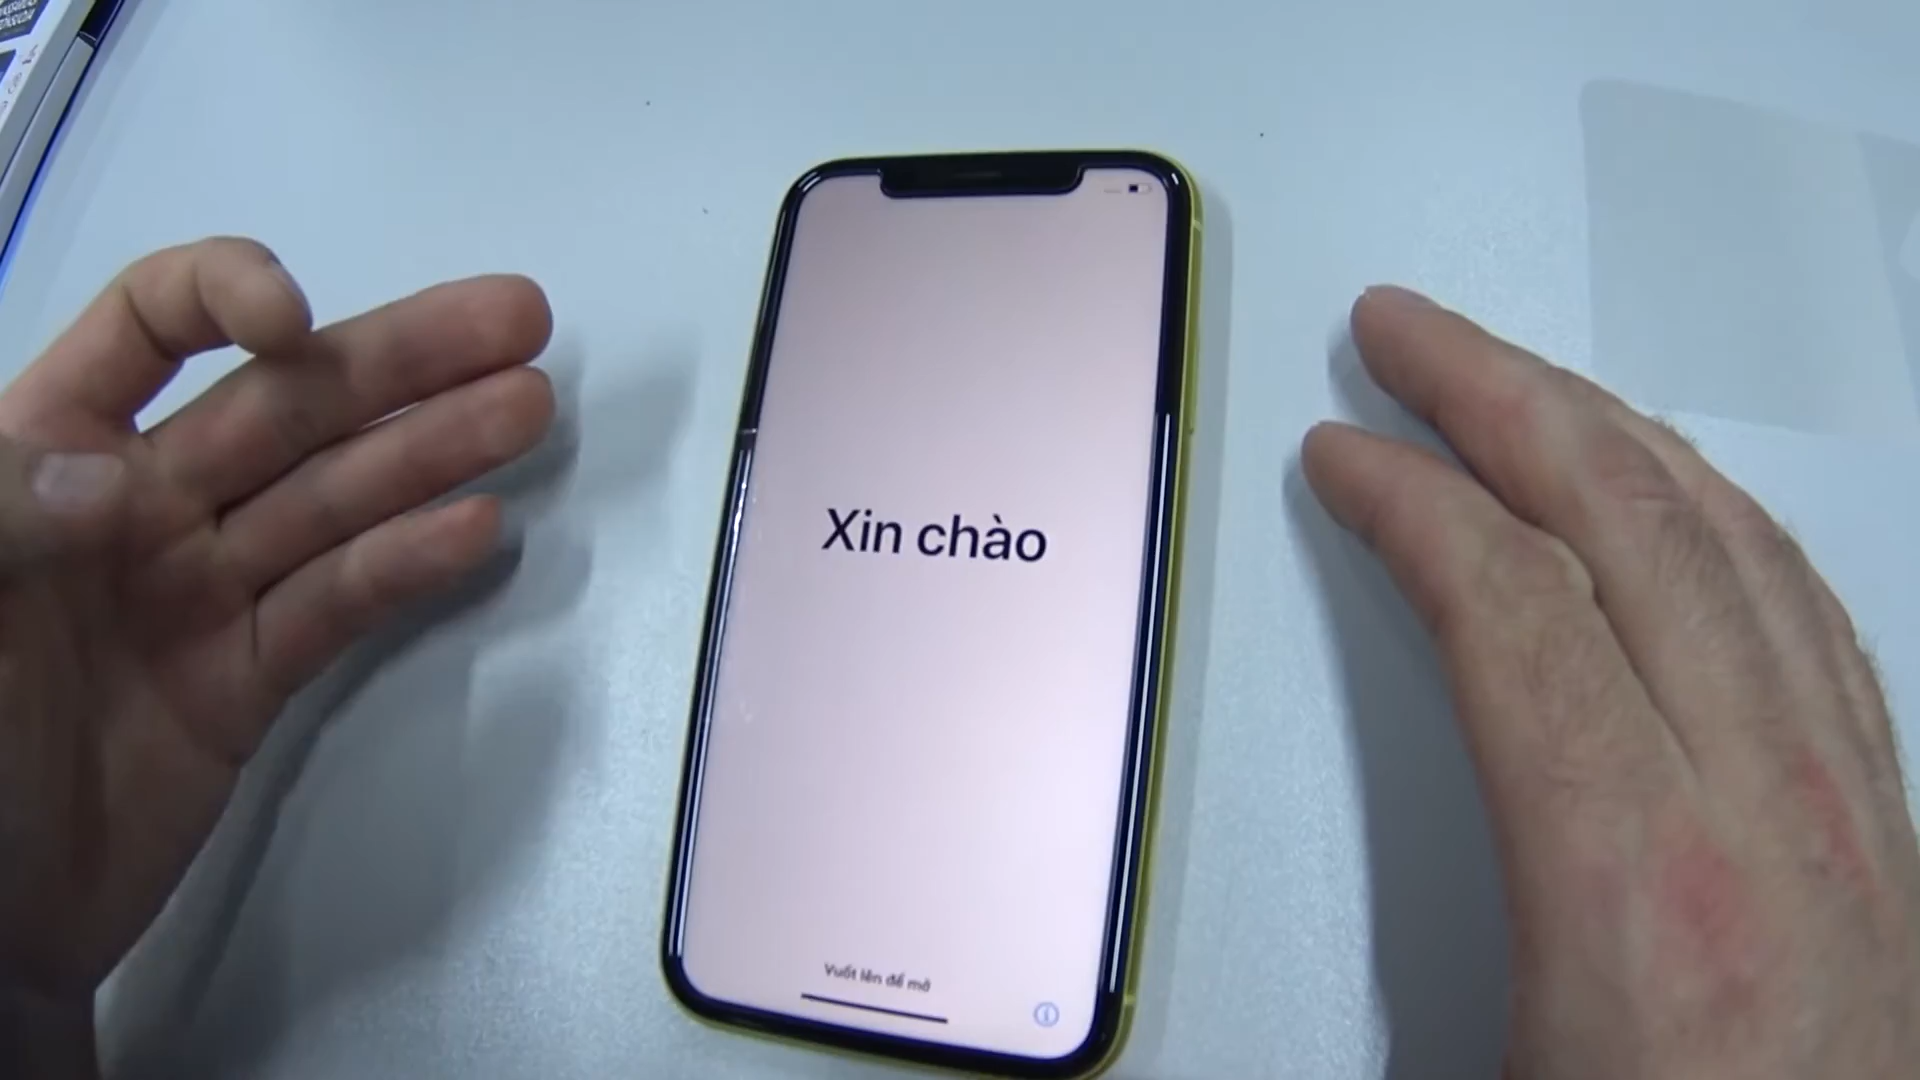 Xin chào
Vuốt lên để mở